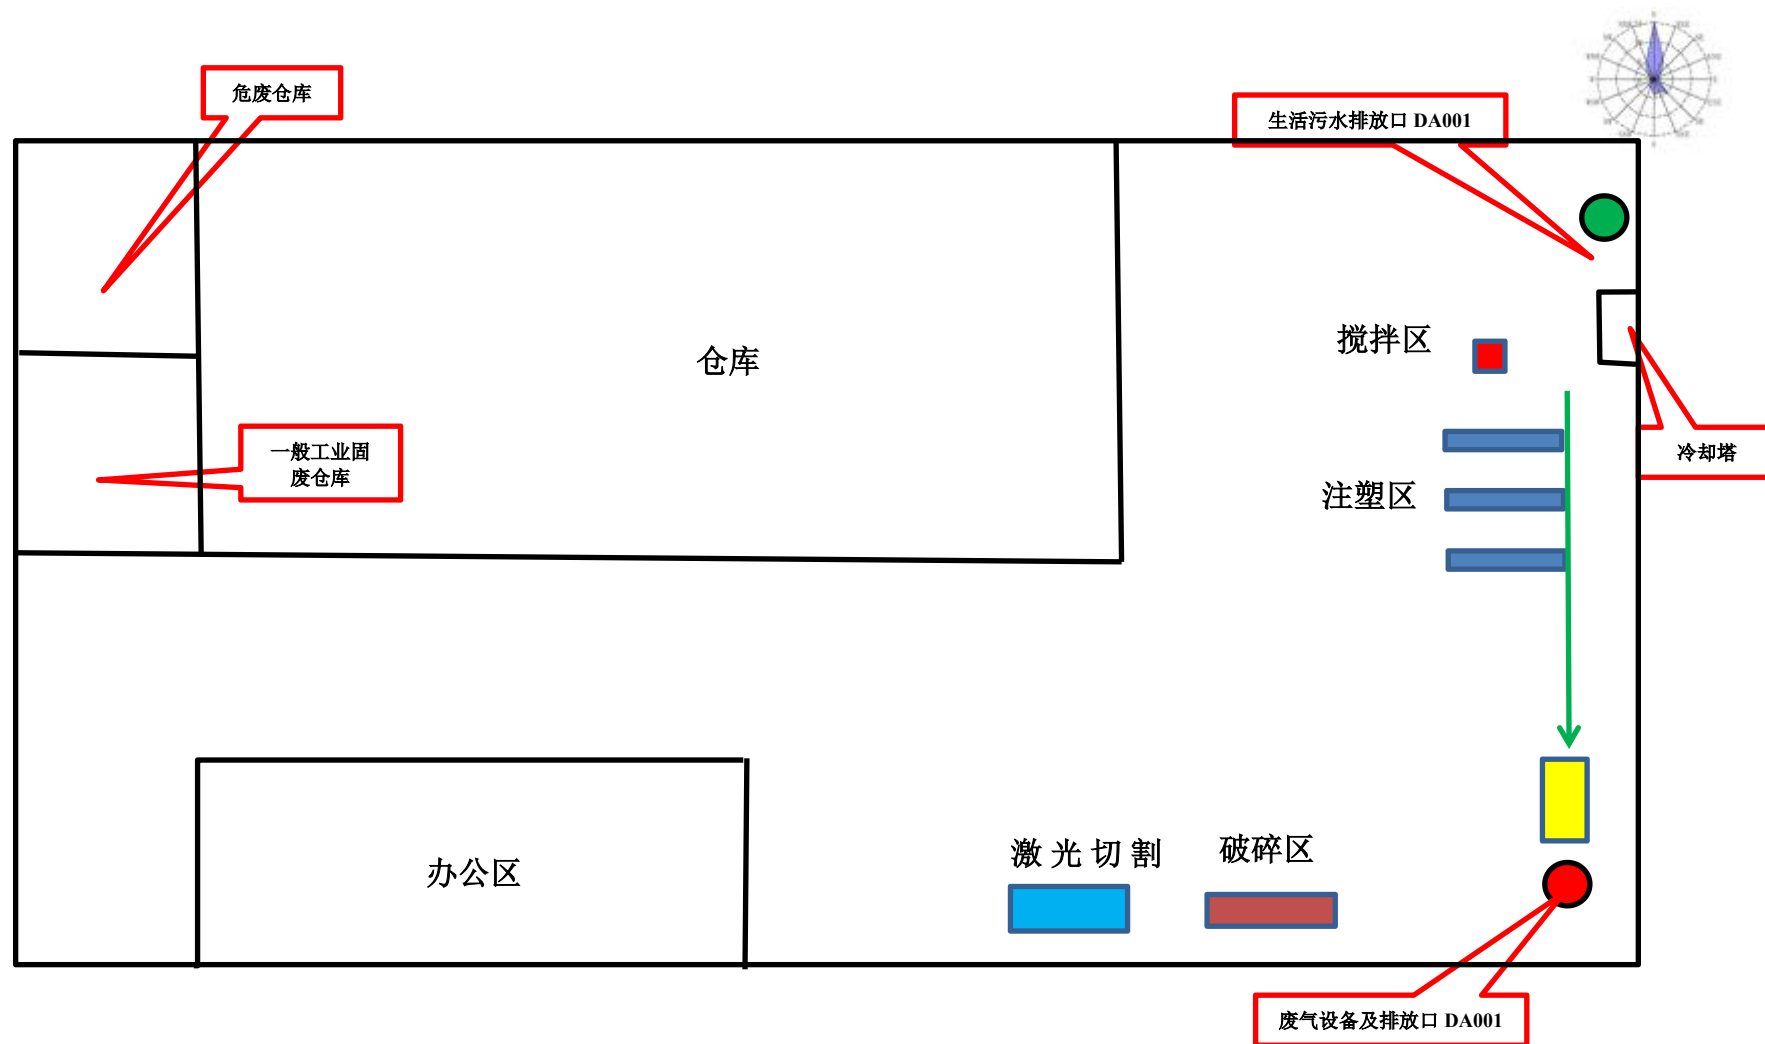 危废仓库
生活污水排放口 DA001
搅拌区
仓库
一般工业固
废仓库
冷却塔
注塑区
激光切割
破碎区
办公区
废气设备及排放口 DA001